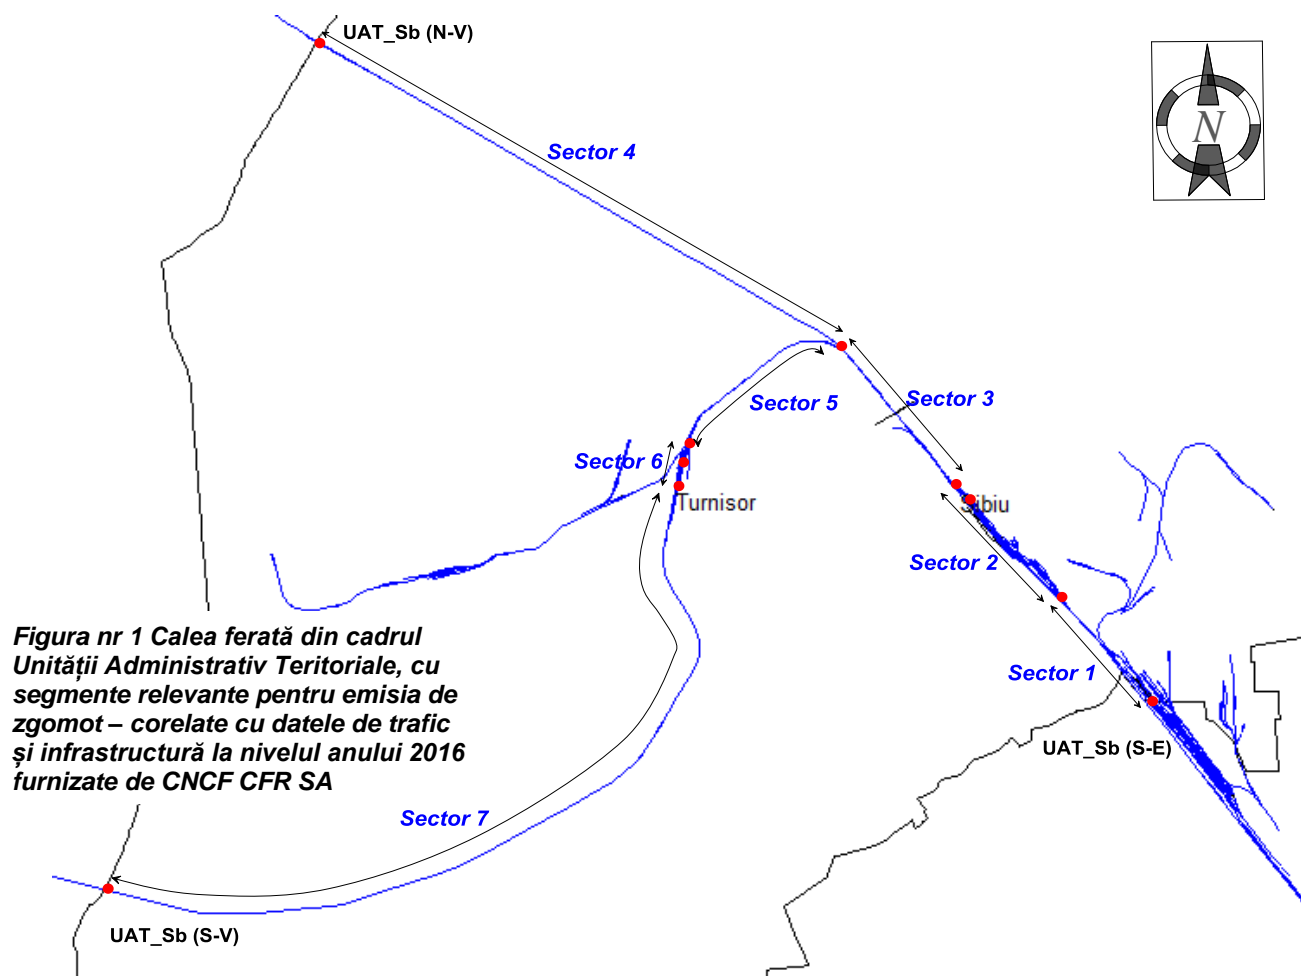 UAT_Sb (N-V)
N
Sector 4
Sector 5
Sector 3
Sector 6
Turnisor
Sibiu
Sector 2
Figura nr 1 Calea ferată din cadrul
Unității Administrativ Teritoriale, cu
segmente relevante pentru emisia de
zgomot – corelate cu datele de trafic
și infrastructură la nivelul anului 2016
furnizate de CNCF CFR SA
Sector 1
UAT_Sb (S-E)
Sector 7
UAT_Sb (S-V)